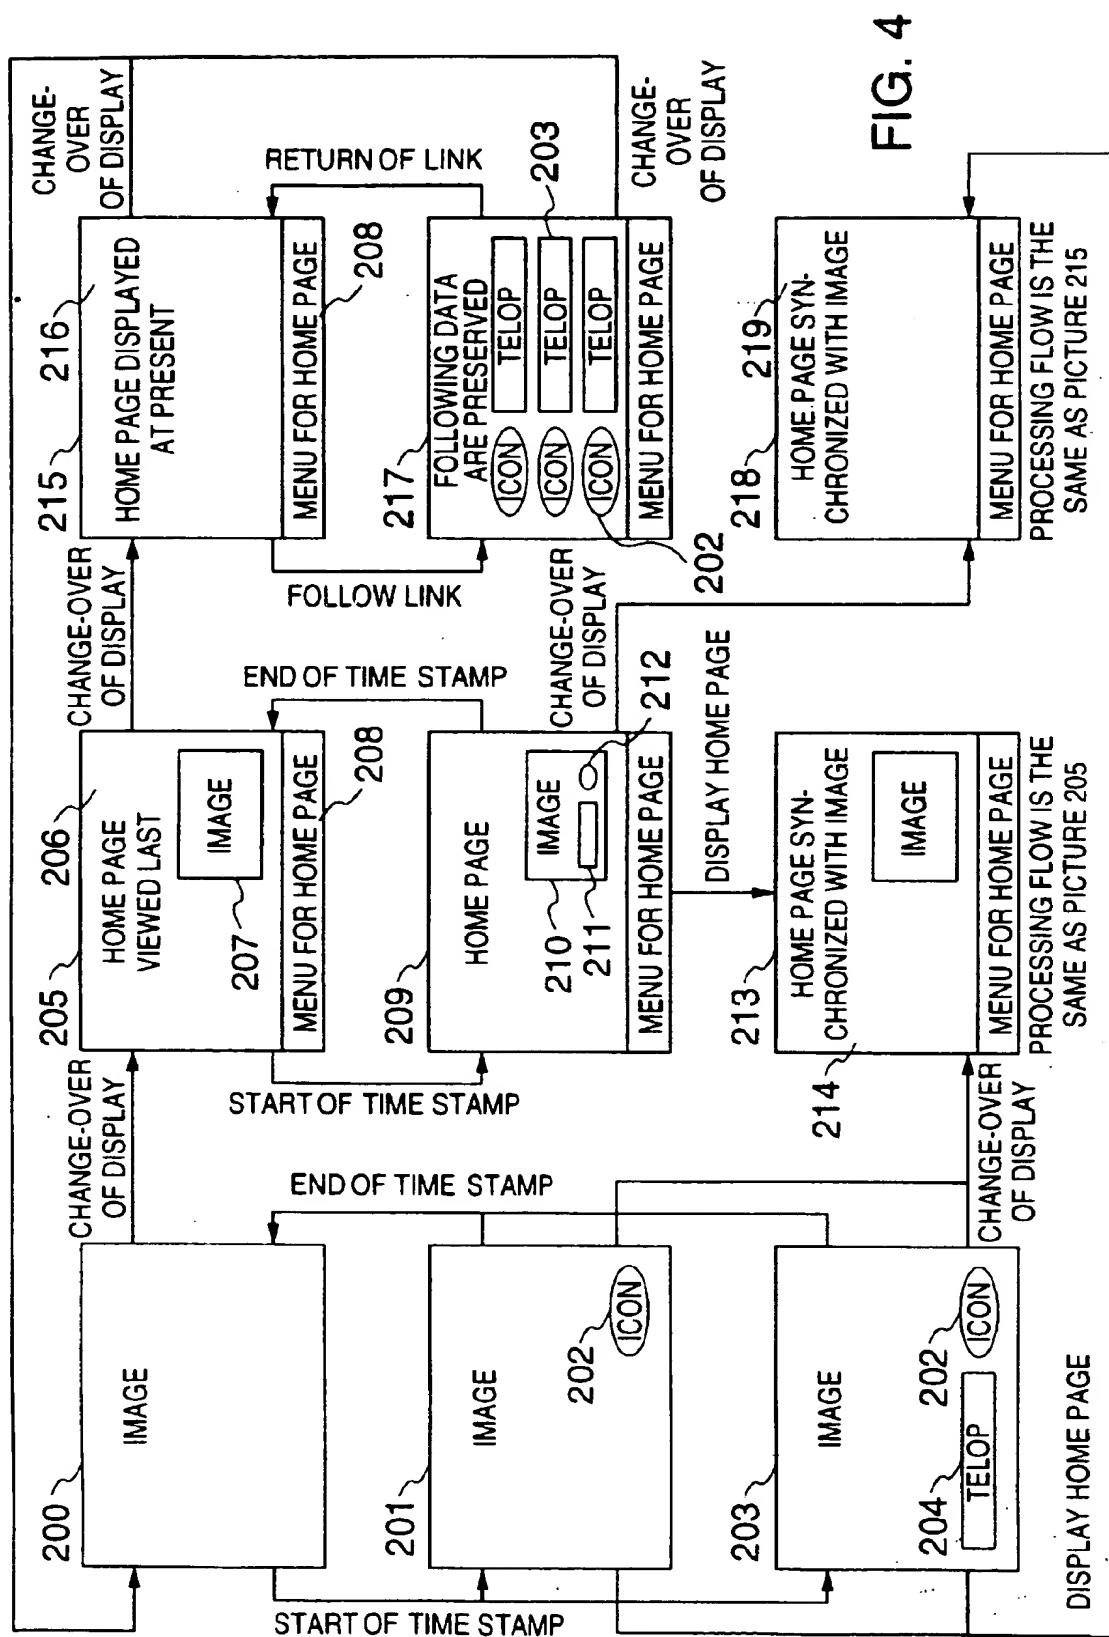 FIG. 4
200
IMAGE
CHANGE-OVER
OF DISPLAY
205
206
HOME PAGE
VIEWED LAST
IMAGE
207
MENU FOR HOME PAGE
208
CHANGE-OVER
OF DISPLAY
215
216
HOME PAGE DISPLAYED
AT PRESENT
MENU FOR HOME PAGE
208
CHANGE-
OVER
OF DISPLAY
END OF TIME STAMP
START OF TIME STAMP
END OF TIME STAMP
START OF TIME STAMP
FOLLOW LINK
RETURN OF LINK
201
IMAGE
202
ICON
209
HOME PAGE
210
IMAGE
211
212
MENU FOR HOME PAGE
CHANGE-OVER
OF DISPLAY
217
FOLLOWING DATA
ARE PRESERVED
ICON
TELOP
ICON
TELOP
ICON
TELOP
203
202
MENU FOR HOME PAGE
CHANGE-
OVER
OF DISPLAY
DISPLAY HOME PAGE
203
IMAGE
204
TELOP
202
ICON
CHANGE-OVER
OF DISPLAY
213
214
HOME PAGE SYN-
CHRONIZED WITH IMAGE
IMAGE
MENU FOR HOME PAGE
PROCESSING FLOW IS THE
SAME AS PICTURE 205
218
219
HOME PAGE SYN-
CHRONIZED WITH IMAGE
MENU FOR HOME PAGE
PROCESSING FLOW IS THE
SAME AS PICTURE 215
DISPLAY HOME PAGE